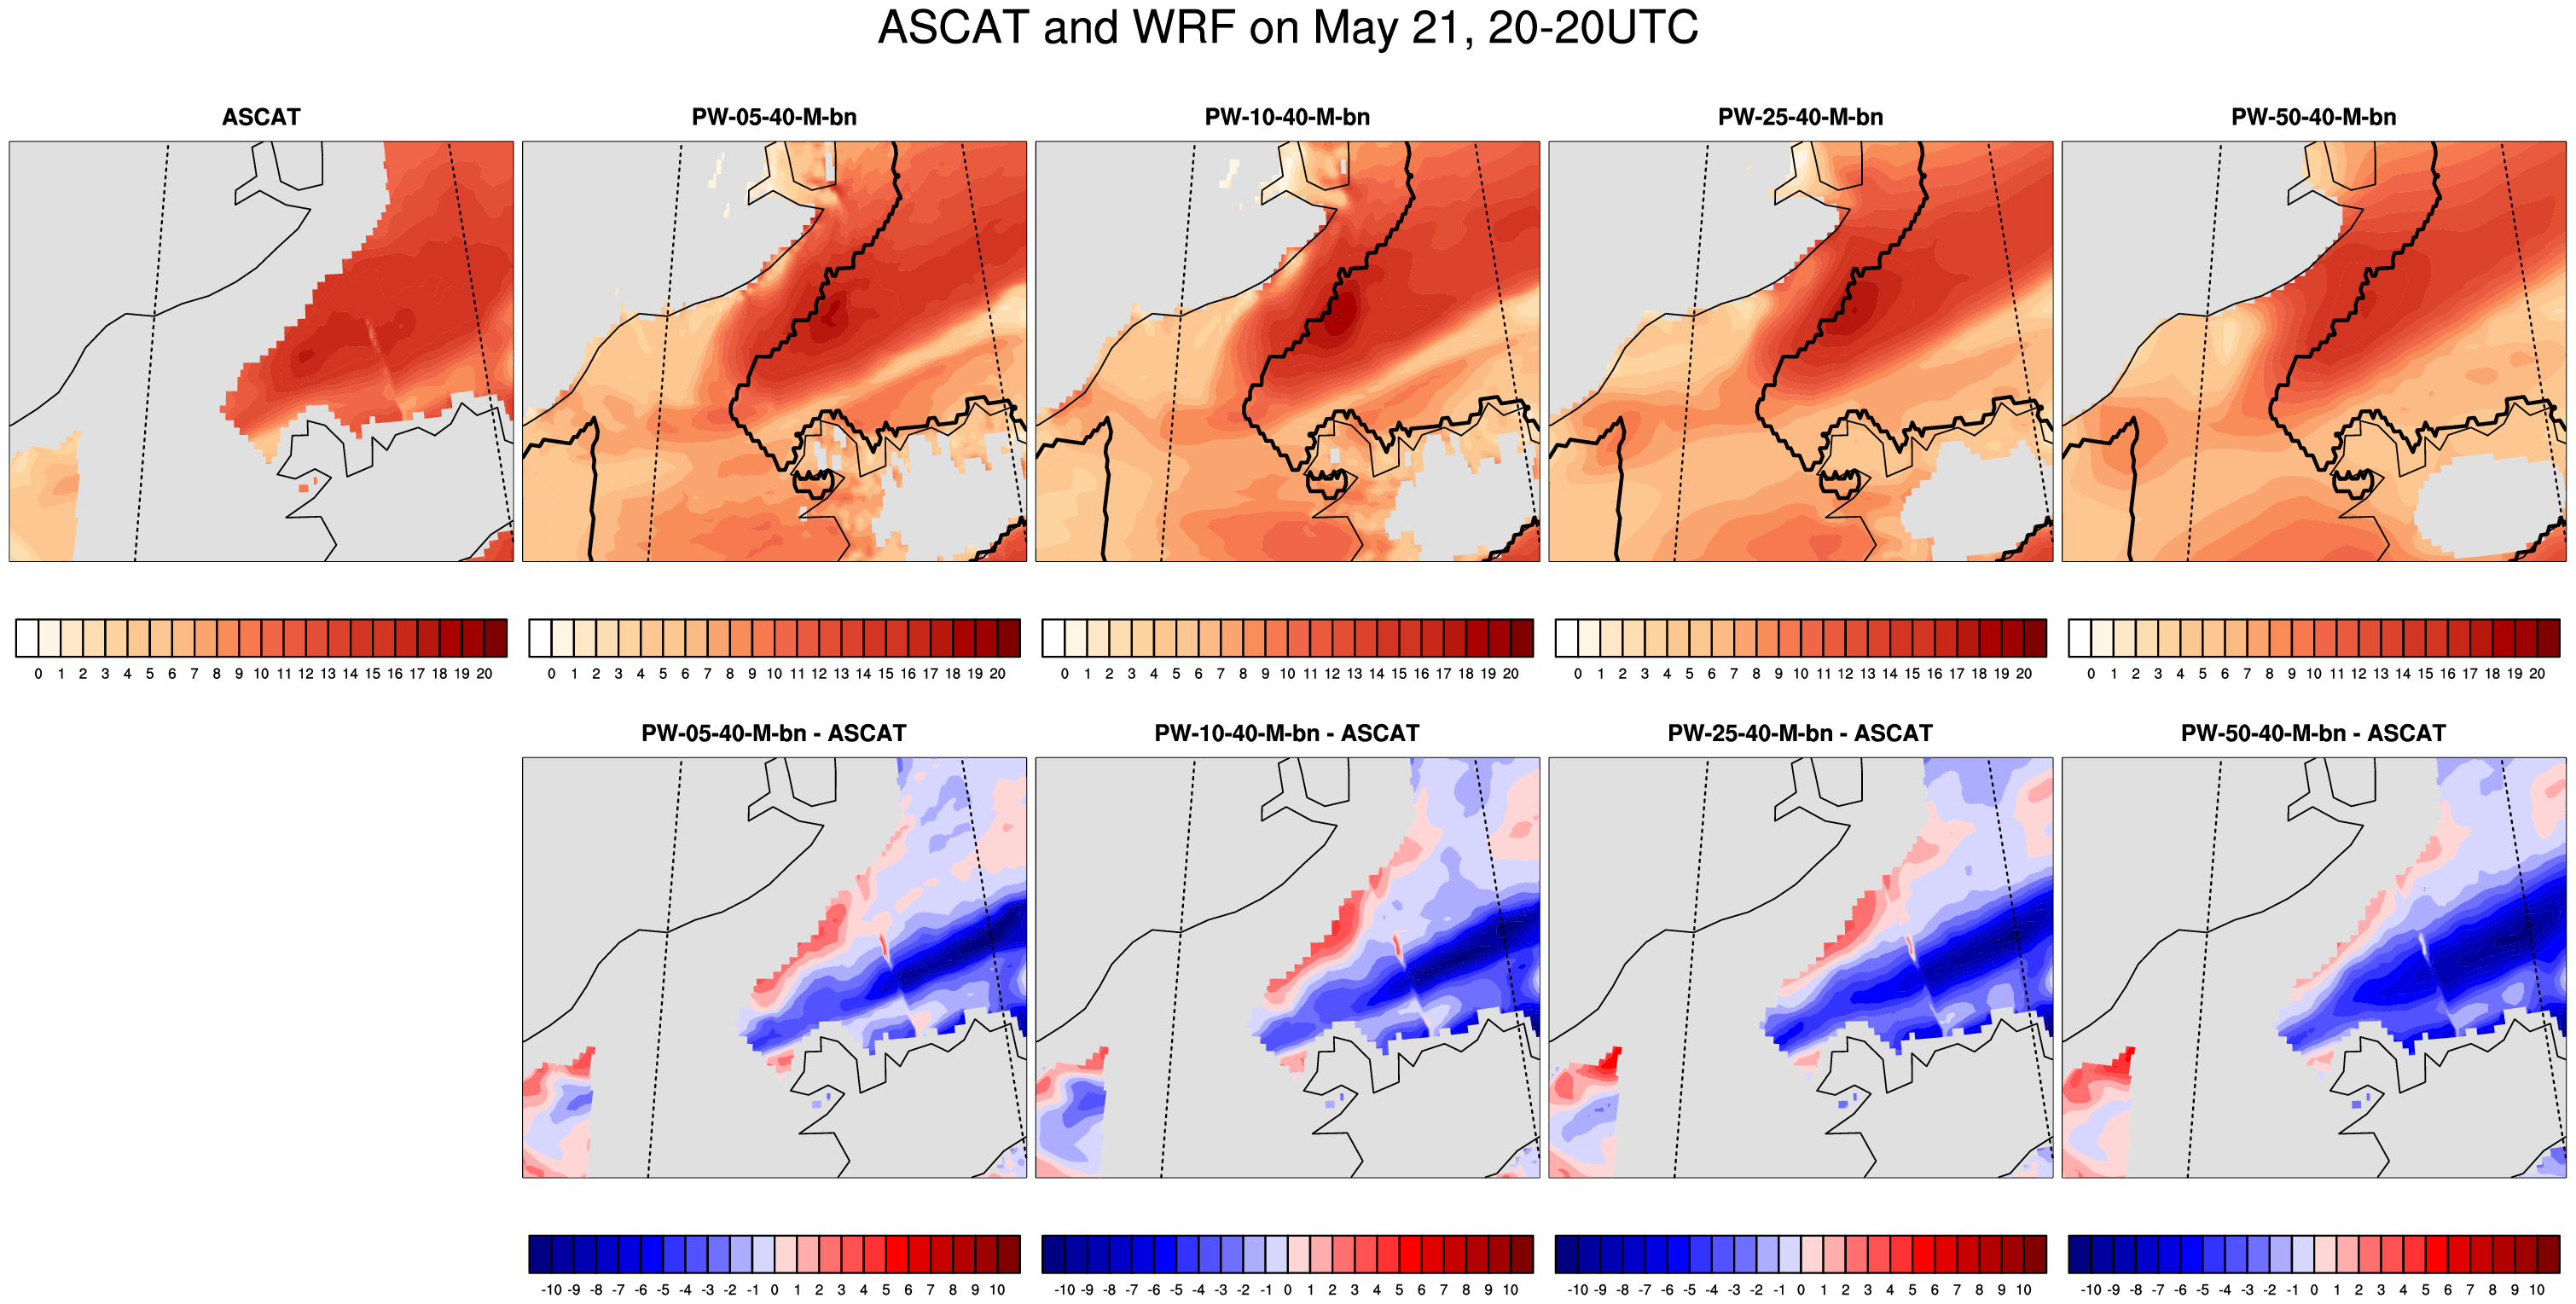 ASCAT and WRF on May 21, 20-20UTC
ASCAT
PW-05-40-M-bn
PW-10-40-M-bn
PW-25-40-M-bn
PW-50-40-M-bn
0 1 2 3 4 5 6 7 8 9 10 11 12 13 14 15 16 17 18 19 20
0 1 2 3 4 5 6 7 8 9 10 11 12 13 14 15 16 17 18 19 20
0 1 2 3 4 5 6 7 8 9 10 11 12 13 14 15 16 17 18 19 20
0 1 2 3 4 5 6 7 8 9 10 11 12 13 14 15 16 17 18 19 20
0 1 2 3 4 5 6 7 8 9 10 11 12 13 14 15 16 17 18 19 20
PW-05-40-M-bn - ASCAT
PW-10-40-M-bn - ASCAT
PW-25-40-M-bn - ASCAT
PW-50-40-M-bn - ASCAT
-10 -9 -8 -7 -6 -5 -4 -3 -2 -1 0 1 2 3 4 5 6 7 8 9 10
-10 -9 -8 -7 -6 -5 -4 -3 -2 -1 0 1 2 3 4 5 6 7 8 9 10
-10 -9 -8 -7 -6 -5 -4 -3 -2 -1 0 1 2 3 4 5 6 7 8 9 10
-10 -9 -8 -7 -6 -5 -4 -3 -2 -1 0 1 2 3 4 5 6 7 8 9 10